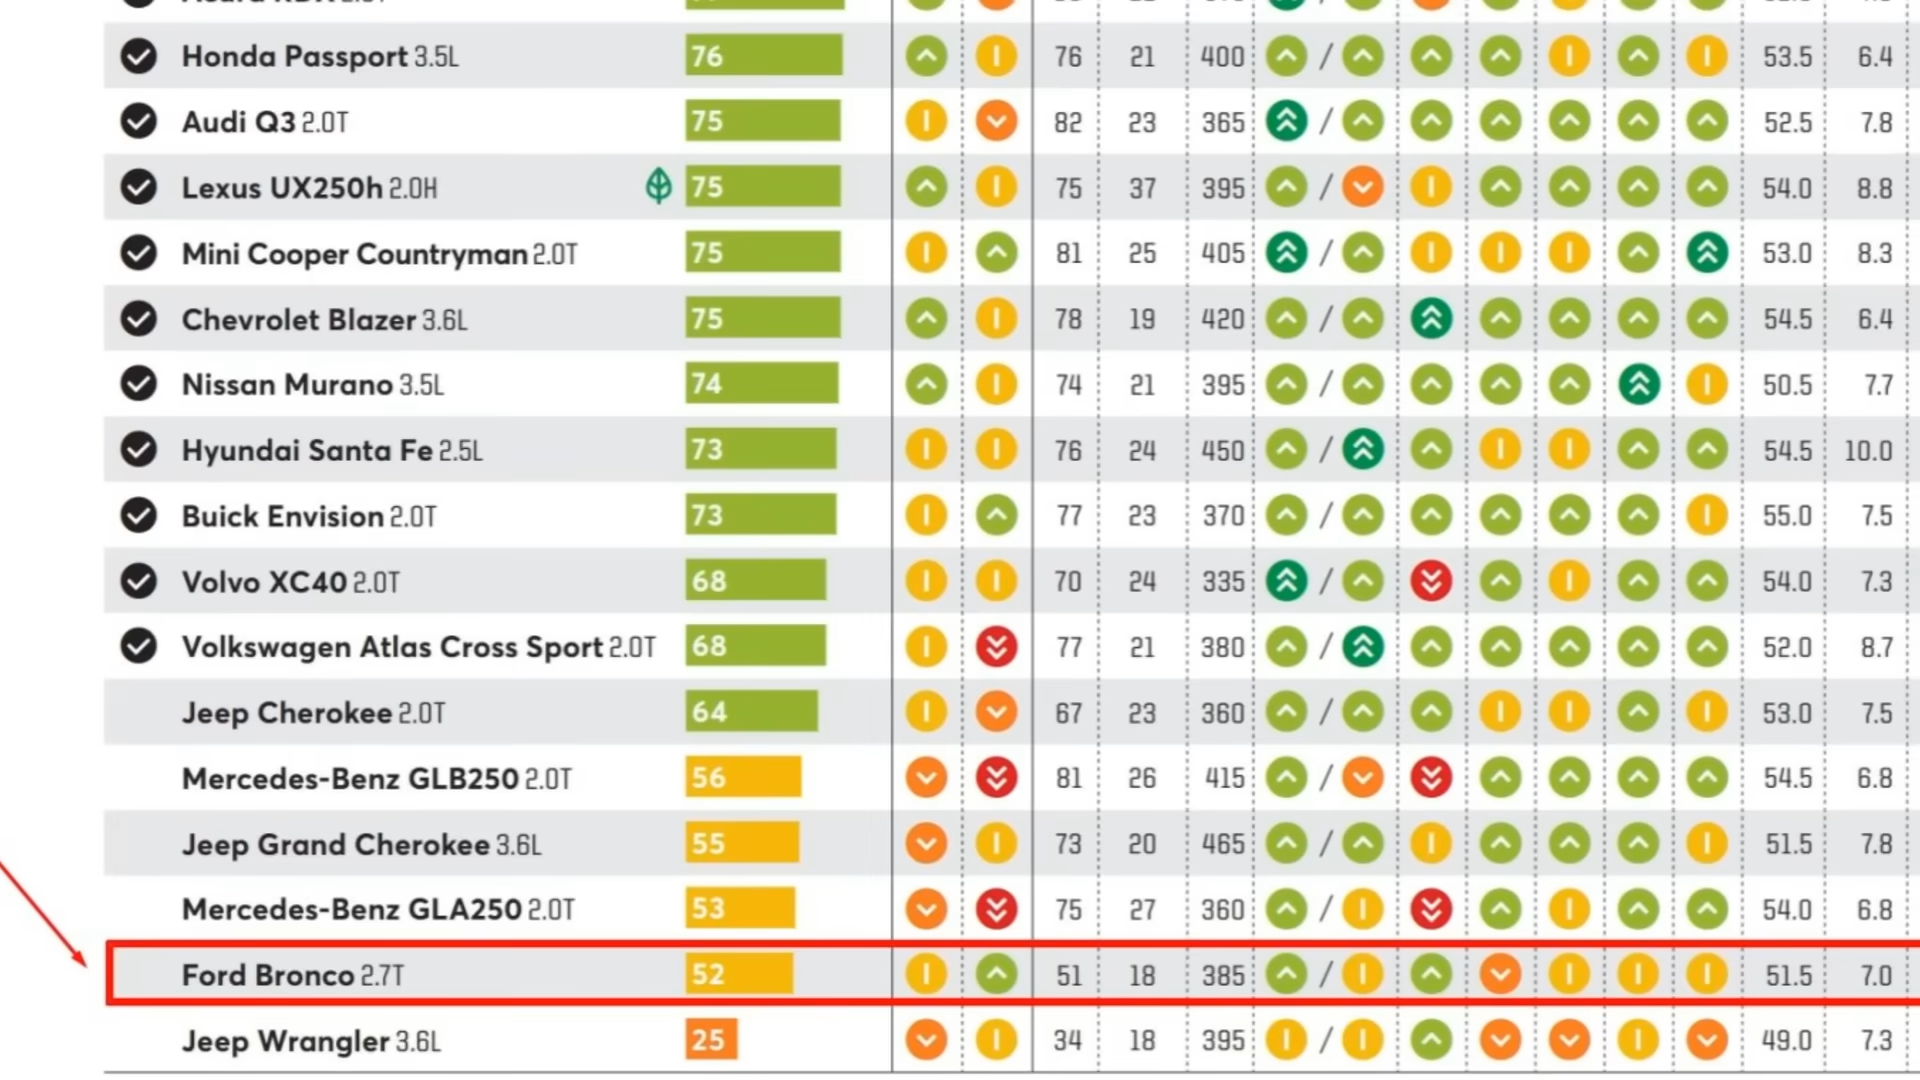 Honda Passport 3.5L 76 76 21 400 / 53.5 6.4
Audi Q3 2.0T 75 82 23 365 / 52.5 7.8
Lexus UX250h 2.0H 75 75 37 395 / 54.0 8.8
Mini Cooper Countryman 2.0T 75 81 25 405 / 53.0 8.3
Chevrolet Blazer 3.6L 75 78 19 420 / 54.5 6.4
Nissan Murano 3.5L 74 74 21 395 / 50.5 7.7
Hyundai Santa Fe 2.5L 73 76 24 450 / 54.5 10.0
Buick Envision 2.0T 73 77 23 370 / 55.0 7.5
Volvo XC40 2.0T 68 70 24 335 / 54.0 7.3
Volkswagen Atlas Cross Sport 2.0T 68 77 21 380 / 52.0 8.7
Jeep Cherokee 2.0T 64 67 23 360 / 53.0 7.5
Mercedes-Benz GLB250 2.0T 56 81 26 415 / 54.5 6.8
Jeep Grand Cherokee 3.6L 55 73 20 465 / 51.5 7.8
Mercedes-Benz GLA250 2.0T 53 75 27 360 / 54.0 6.8
Ford Bronco 2.7T 52 51 18 385 / 51.5 7.0
Jeep Wrangler 3.6L 25 34 18 395 / 49.0 7.3